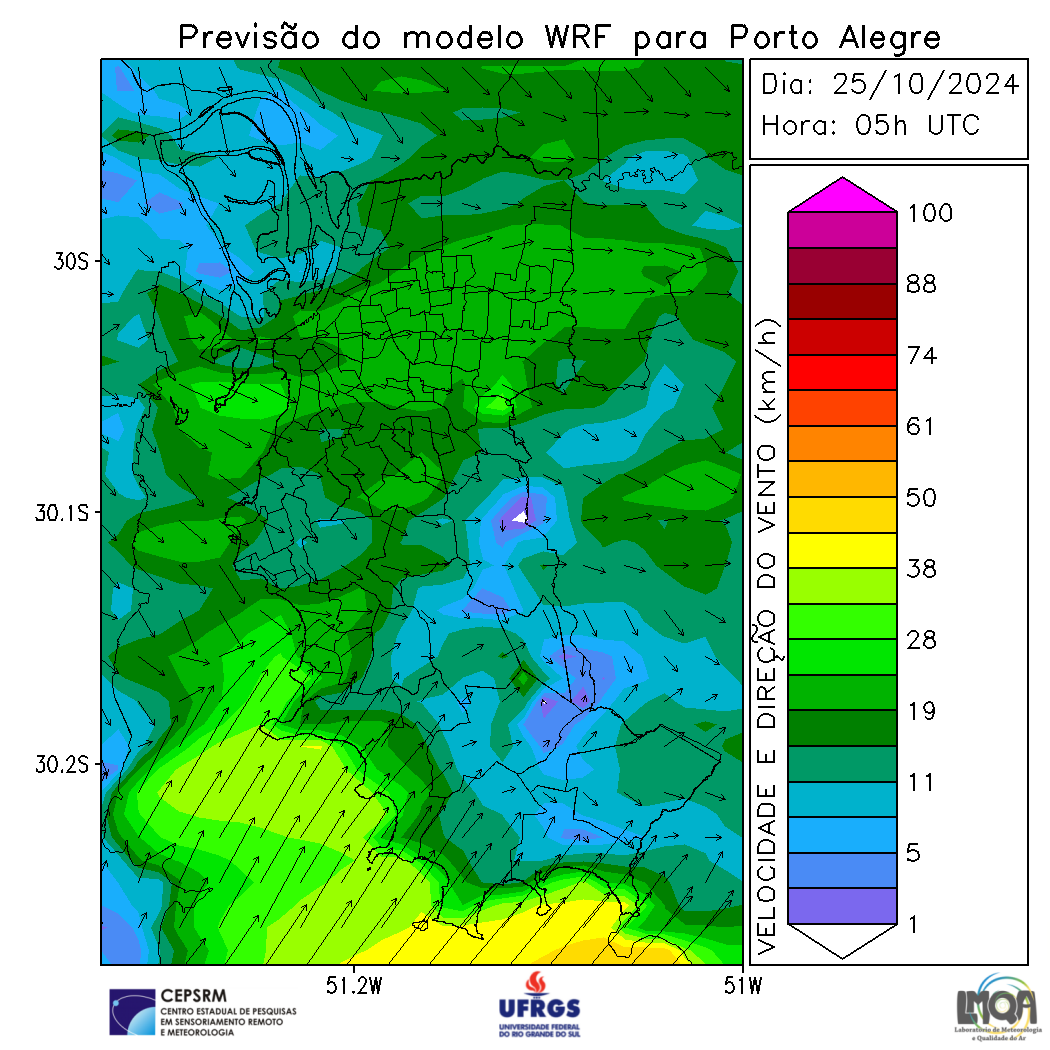 Previsão do modelo WRF para Porto Alegre
Dia: 25/10/2024
Hora: 05h UTC
30S
30.1S
30.2S
51.2W
51W
VELOCIDADE E DIREÇÃO DO VENTO (km/h)
100
88
74
61
50
38
28
19
11
5
1
CEPSRM
CENTRO ESTADUAL DE PESQUISAS
EM SENSORIAMENTO REMOTO
E METEOROLOGIA
UFRGS
UNIVERSIDADE FEDERAL
DO RIO GRANDE DO SUL
LMQA
Laboratório de Meteorologia
e Qualidade do Ar